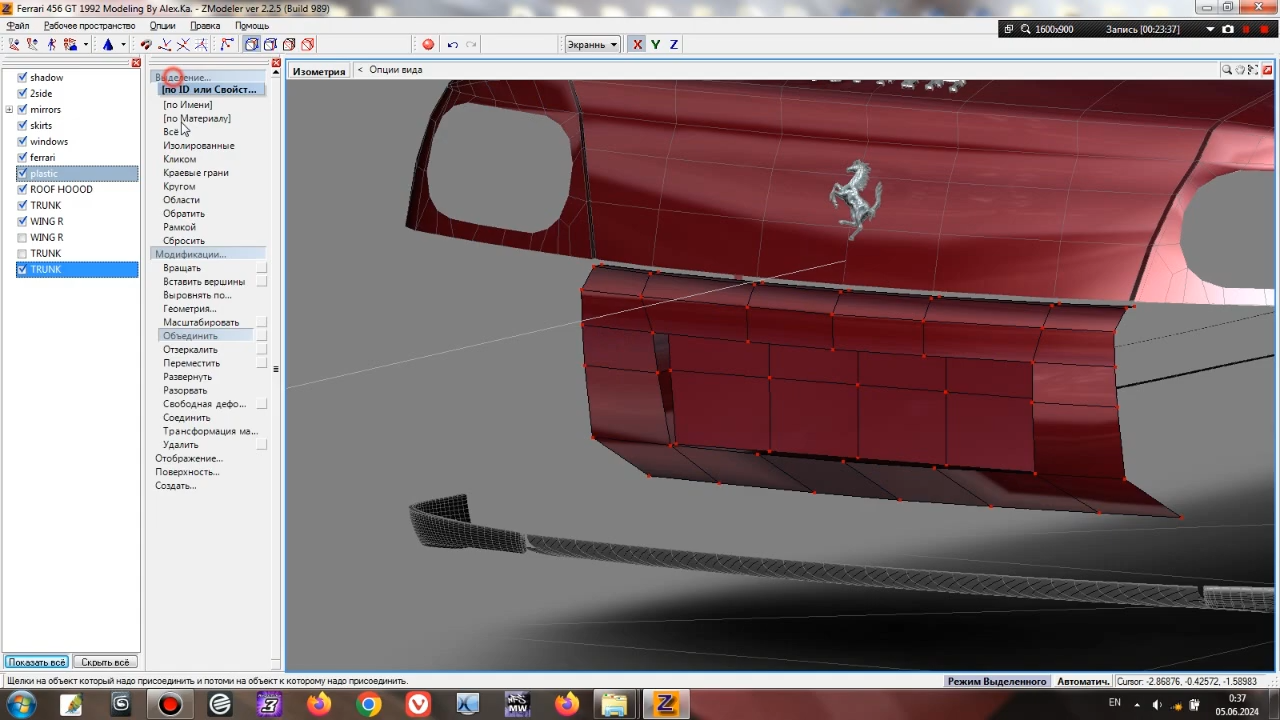 Ferrari 456 GT 1992 Modeling By Alex.Ka. - ZModeler ver 2.2.5 (Build 989)
Файл Рабочее пространство Опции Правка Помощь
1600x900 Запись [00:23:37]
Экраннь X Y Z
shadow
2side
mirrors
skirts
windows
ferrari
plastic
ROOF HOOOD
TRUNK
WING R
WING R
TRUNK
TRUNK
Показать всё Скрыть всё
Выделение...
[по ID или Свойст...
[по Имени]
[по Материалу]
Всё
Изолированные
Кликом
Краевые грани
Кругом
Области
Обратить
Рамкой
Сбросить
Модификации...
Вращать
Вставить вершины
Выровнять по...
Геометрия...
Масштабировать
Объединить
Отзеркалить
Переместить
Развернуть
Разорвать
Свободная дефо...
Соединить
Трансформация ма...
Удалить
Отображение...
Поверхность...
Создать...
Изометрия < Опции вида
Щелки на объект который надо присоединить и потоми на объект к которому надо присоединить.
Режим Выделенного Автоматич. Cursor: -2.86876, -0.42572, -1.58983
MW
EN
0:37
05.06.2024